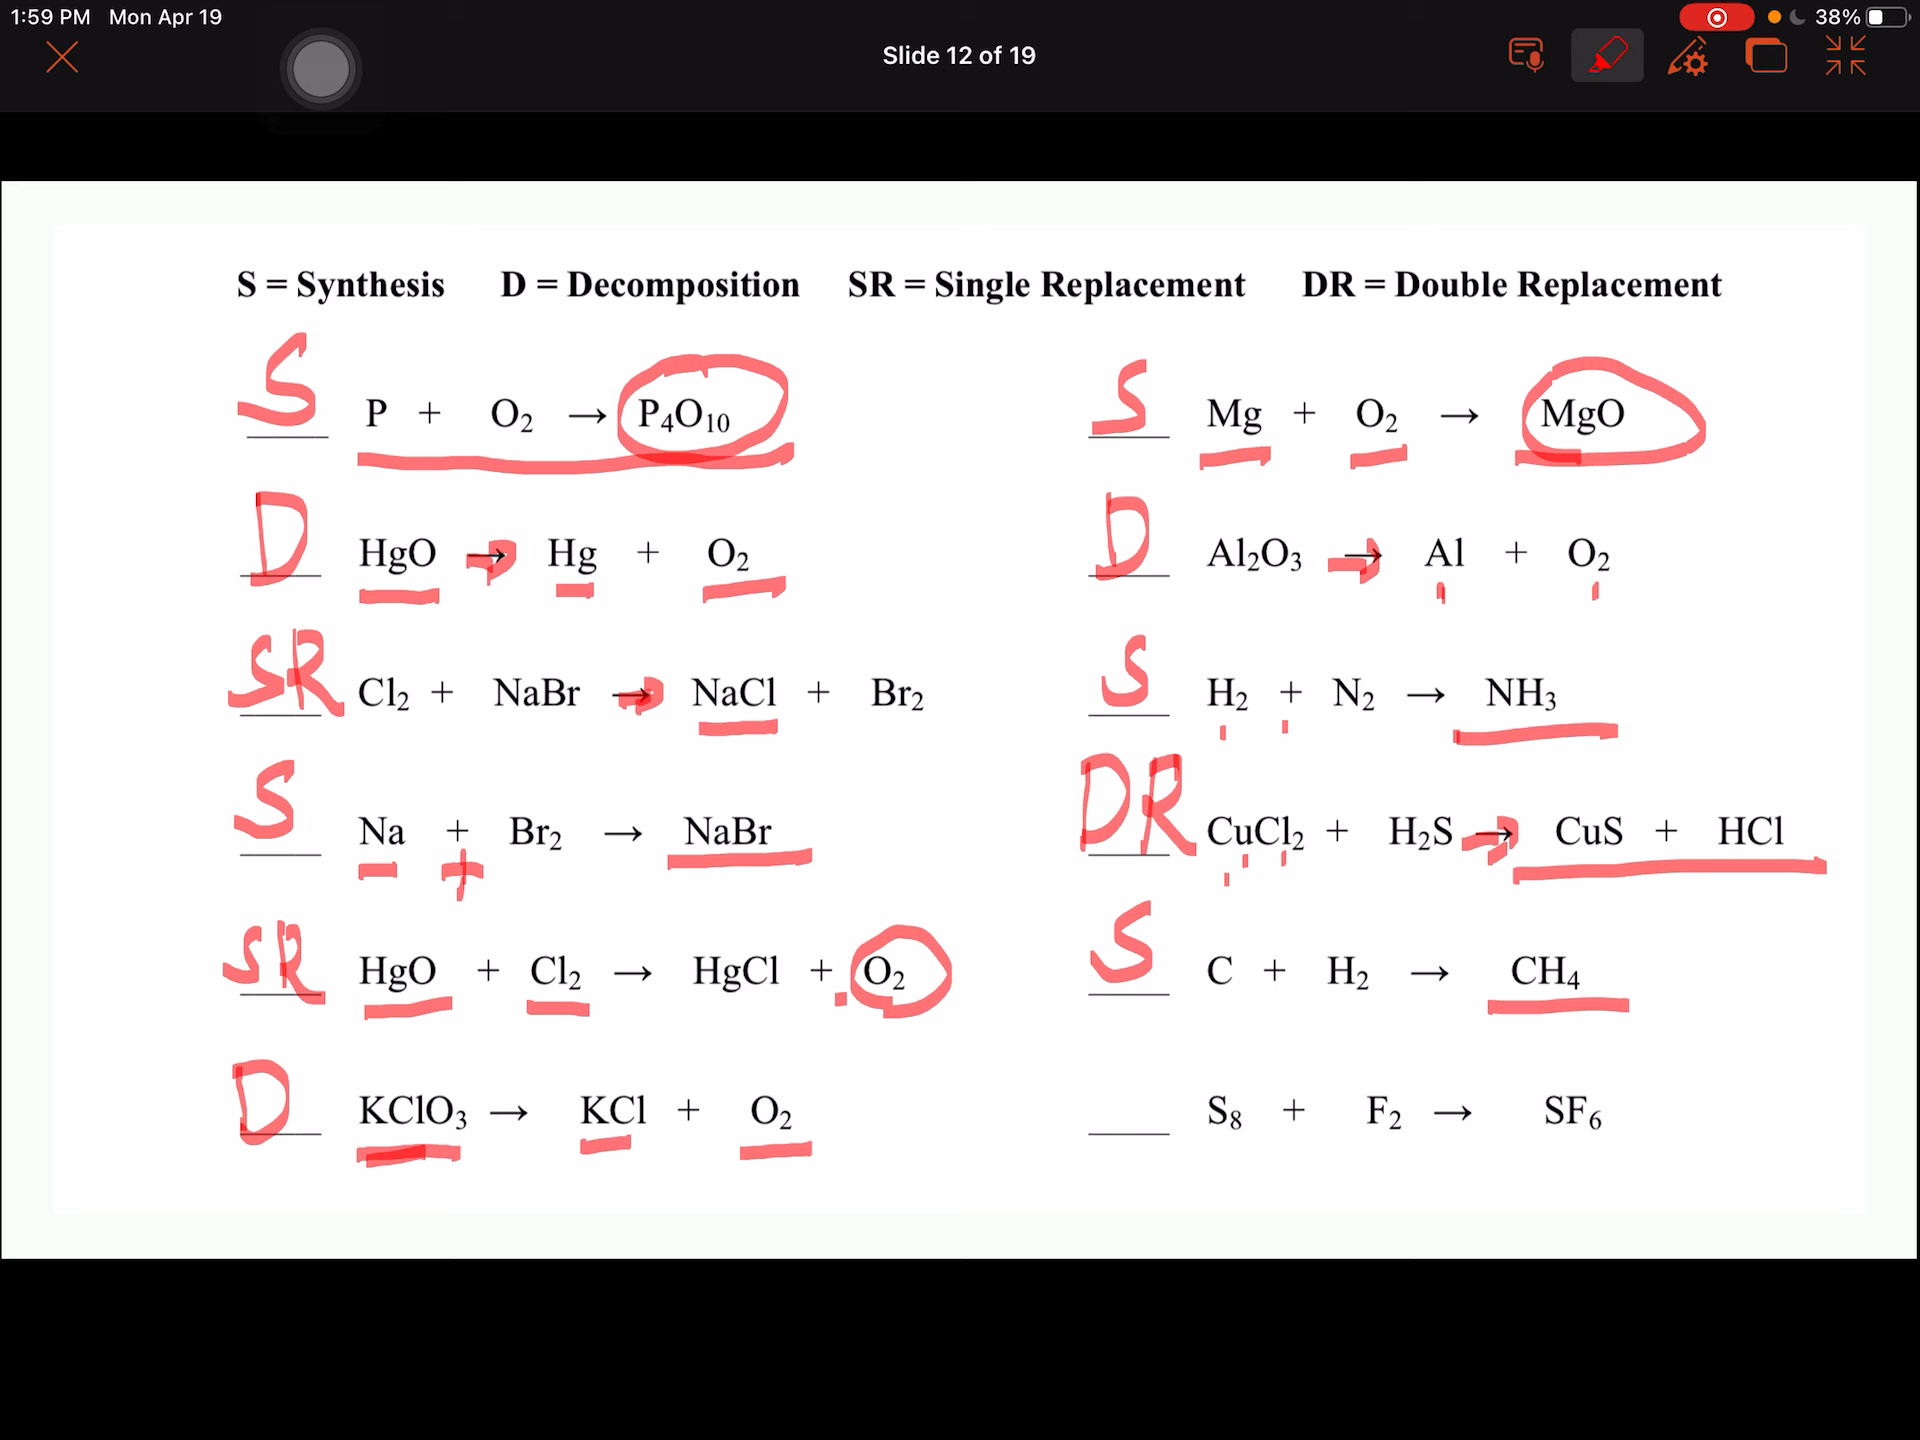 1:59 PM Mon Apr 19
38%
Slide 12 of 19
S = Synthesis D = Decomposition SR = Single Replacement DR = Double Replacement
S P + O₂ → P₄O₁₀
S Mg + O₂ → MgO
D HgO → Hg + O₂
D Al₂O₃ → Al + O₂
SR Cl₂ + NaBr → NaCl + Br₂
S H₂ + N₂ → NH₃
S Na + Br₂ → NaBr
DR CuCl₂ + H₂S → CuS + HCl
SR HgO + Cl₂ → HgCl + O₂
S C + H₂ → CH₄
D KClO₃ → KCl + O₂
S₈ + F₂ → SF₆